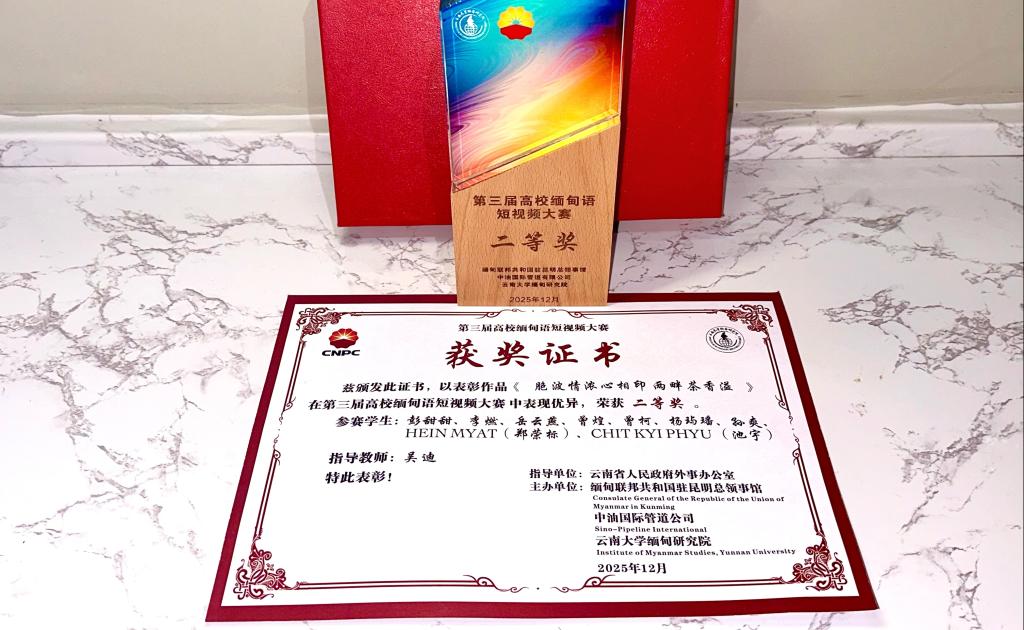 第三届高校缅甸语
短视频大赛
二等奖
缅甸联邦共和国驻昆明总领事馆
中油国际管道有限公司
云南大学缅甸研究院
2025年12月
CNPC
第三届高校缅甸语短视频大赛
获奖证书
兹颁发此证书，以表彰作品《 胞波情浓心相印 两畔茶香溢 》
在第三届高校缅甸语短视频大赛 中表现优异，荣获 二等奖 。
参赛学生：彭甜甜、李燃、岳云燕、曾煌、曾柯、杨玙璠、孙爽、
HEIN MYAT（郑荣标）、CHIT KYI PHYU （池宇）
指导教师：吴迪
特此表彰！
指导单位：云南省人民政府外事办公室
主办单位：缅甸联邦共和国驻昆明总领事馆
Consulate General of the Republic of the Union of
Myanmar in Kunming
中油国际管道公司
Sino-Pipeline International
云南大学缅甸研究院
Institute of Myanmar Studies, Yunnan University
2025年12月